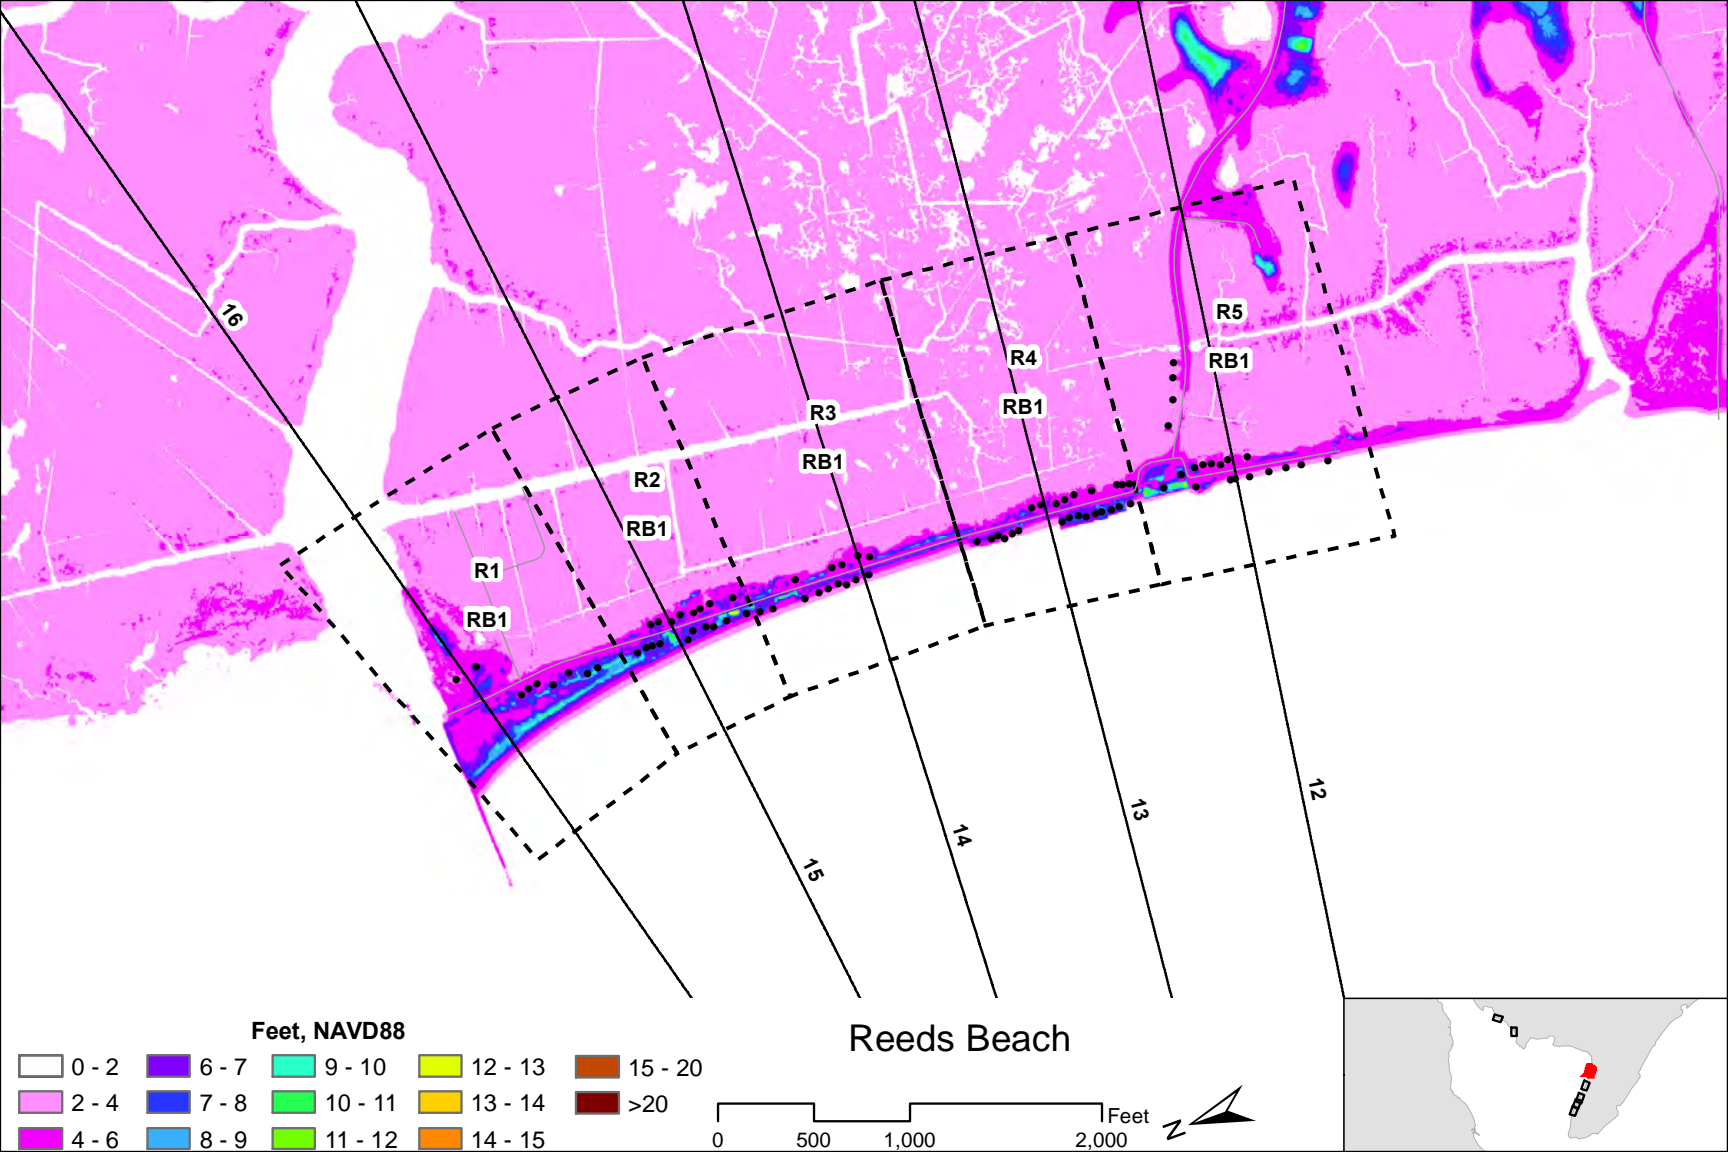 16
R5
RB1
R4
RB1
R3
RB1
R2
RB1
R1
RB1
12
13
14
15
Feet, NAVD88
0 - 2
2 - 4
4 - 6
6 - 7
7 - 8
8 - 9
9 - 10
10 - 11
11 - 12
12 - 13
13 - 14
14 - 15
15 - 20
>20
Reeds Beach
Feet
0 500 1,000 2,000
N